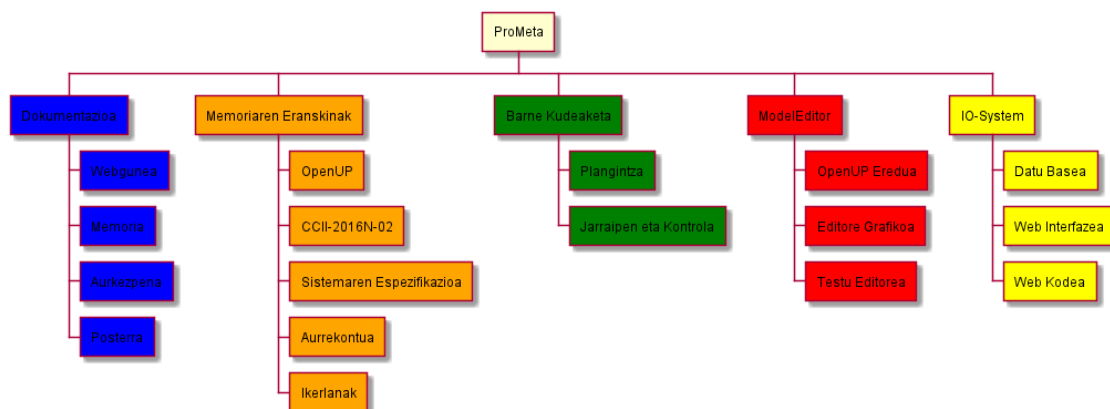 ProMeta
Dokumentazioa
Webgunea
Memoria
Aurkezpena
Posterra
Memoriaren Eranskinak
OpenUP
CCII-2016N-02
Sistemaren Espezifikazioa
Aurrekontua
Ikerlanak
Barne Kudeaketa
Plangintza
Jarraipen eta Kontrola
ModelEditor
OpenUP Eredua
Editore Grafikoa
Testu Editorea
IO-System
Datu Basea
Web Interfazea
Web Kodea